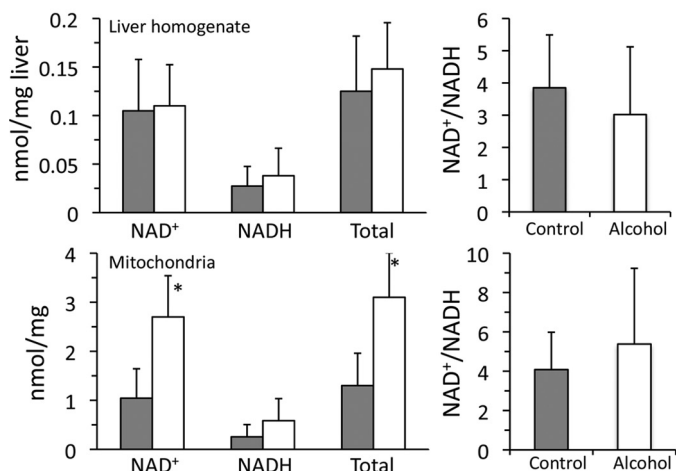 Liver homogenate
nmol/mg liver
0.2
0.15
0.1
0.05
0
NAD⁺ NADH Total
NAD⁺/NADH
6
5
4
3
2
1
0
Control Alcohol
Mitochondria
nmol/mg
4
3
2
1
0
*
*
NAD⁺ NADH Total
NAD⁺/NADH
10
8
6
4
2
0
Control Alcohol